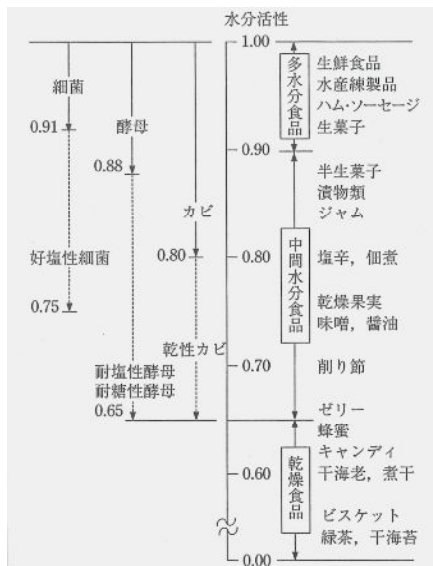 水分活性
1.00
細菌
0.91
好塩性細菌
0.75
酵母
0.88
耐塩性酵母
耐糖性酵母
0.65
カビ
0.80
乾性カビ
0.90
0.80
0.70
0.60
0.00
多水分食品
中間水分食品
乾燥食品
生鮮食品
水産練製品
ハム・ソーセージ
生菓子
半生菓子
漬物類
ジャム
塩辛，佃煮
乾燥果実
味噌，醬油
削り節
ゼリー
蜂蜜
キャンディ
干海老，煮干
ビスケット
緑茶，干海苔